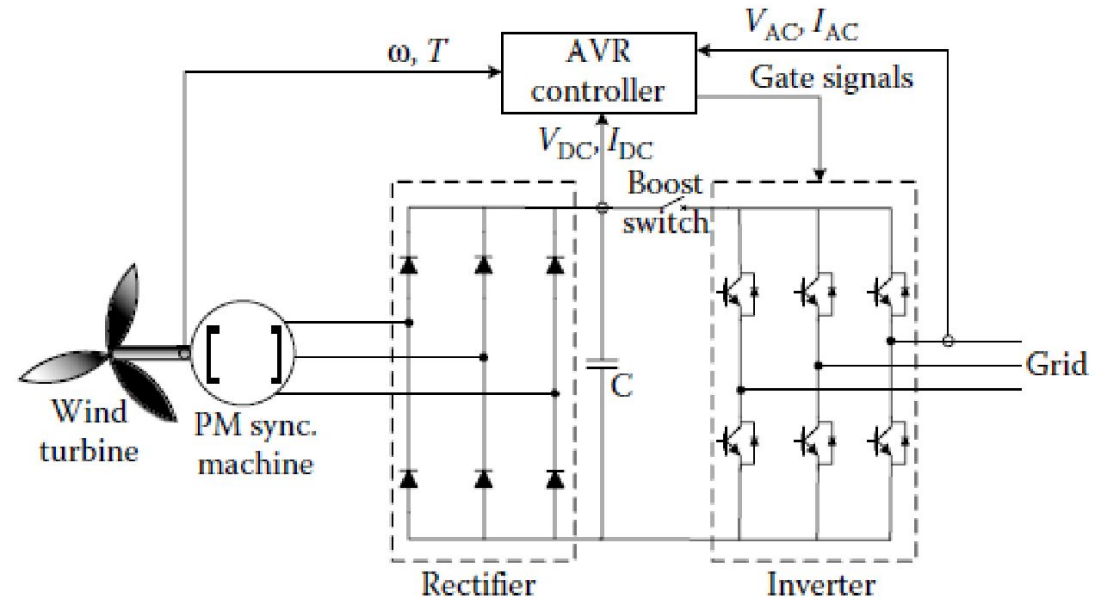 V_AC, I_AC
ω, T
AVR
controller
Gate signals
V_DC, I_DC
Boost
switch
C
Grid
Wind
turbine
PM sync.
machine
Rectifier
Inverter